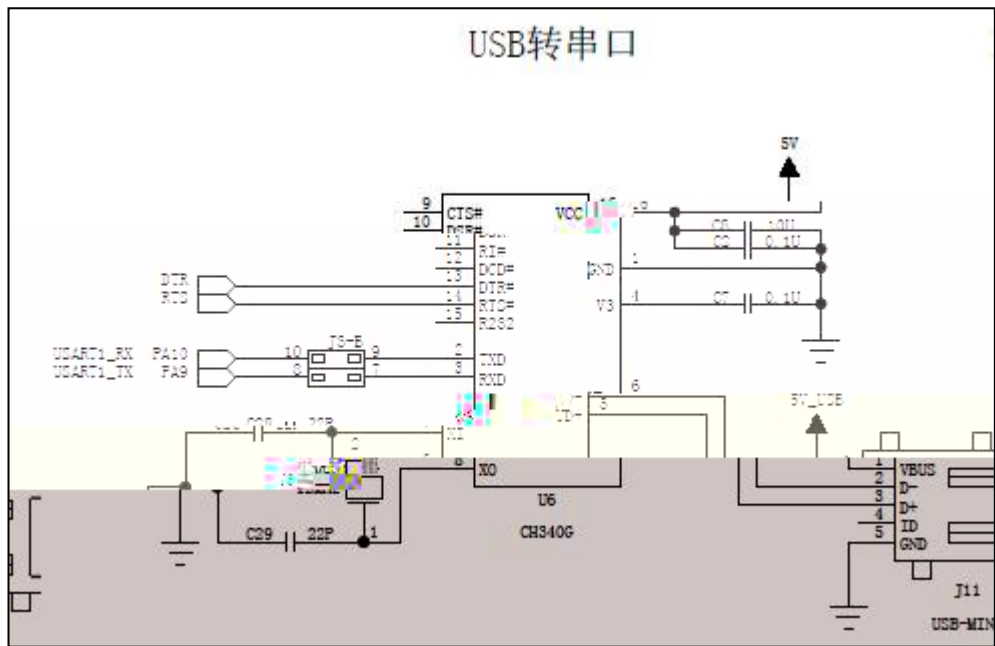 USB转串口
5V
9 CTS# VCC
10 DSR#
11 RI#
C2 0.1U
12 DCD# GND 1
DTR 13 DTR#
RTS 14 RTS# V3 4 C7 0.1U
15 R232
USART1_RX PA10 10 9 2 TXD
USART1_TX PA9 8 7 3 RXD
6
5V_USB
8 XO
1 VBUS
2 D-
3 D+
4 ID
5 GND
U6
C29 22P 1
CH340G
J11
USB-MIN